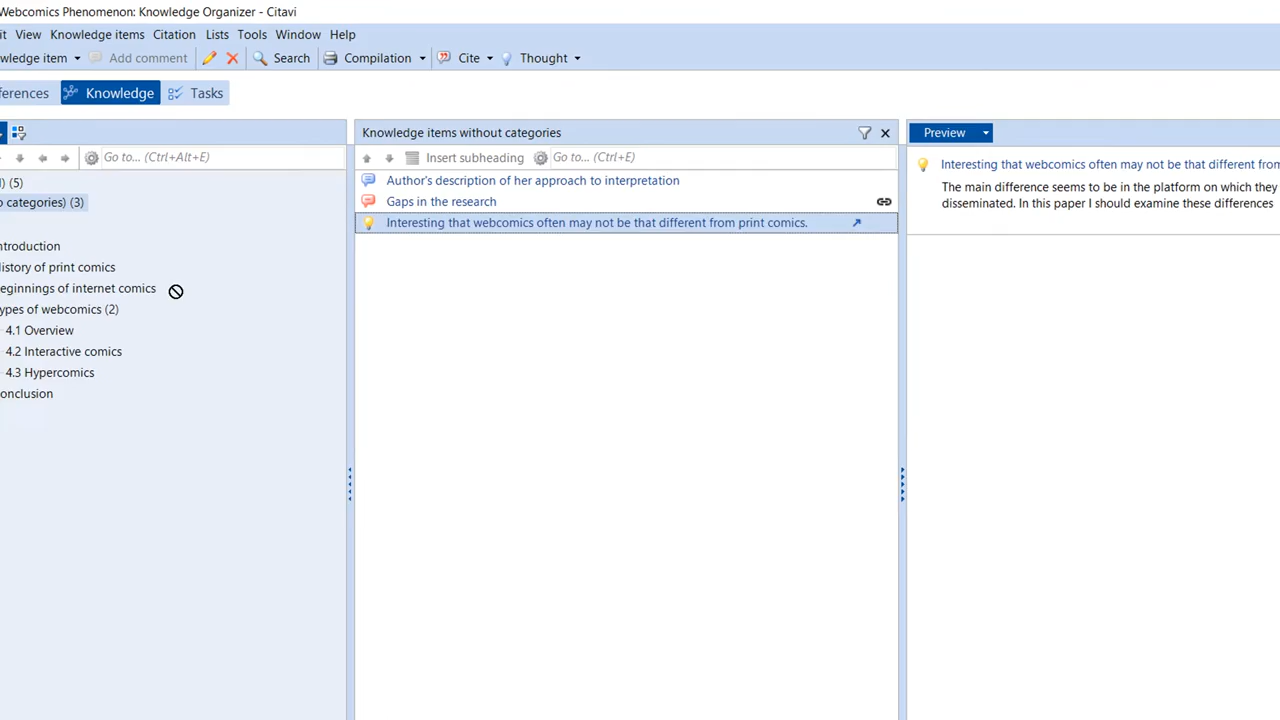 Webcomics Phenomenon: Knowledge Organizer - Citavi
it View Knowledge items Citation Lists Tools Window Help
wledge item Add comment Search Compilation Cite Thought
ferences Knowledge Tasks
Knowledge items without categories
Preview
Go to... (Ctrl+Alt+E)
Insert subheading Go to... (Ctrl+E)
l) (5)
o categories) (3)
ntroduction
istory of print comics
eginnings of internet comics
ypes of webcomics (2)
4.1 Overview
4.2 Interactive comics
4.3 Hypercomics
onclusion
Author's description of her approach to interpretation
Gaps in the research
Interesting that webcomics often may not be that different from print comics.
Interesting that webcomics often may not be that different from
The main difference seems to be in the platform on which they
disseminated. In this paper I should examine these differences